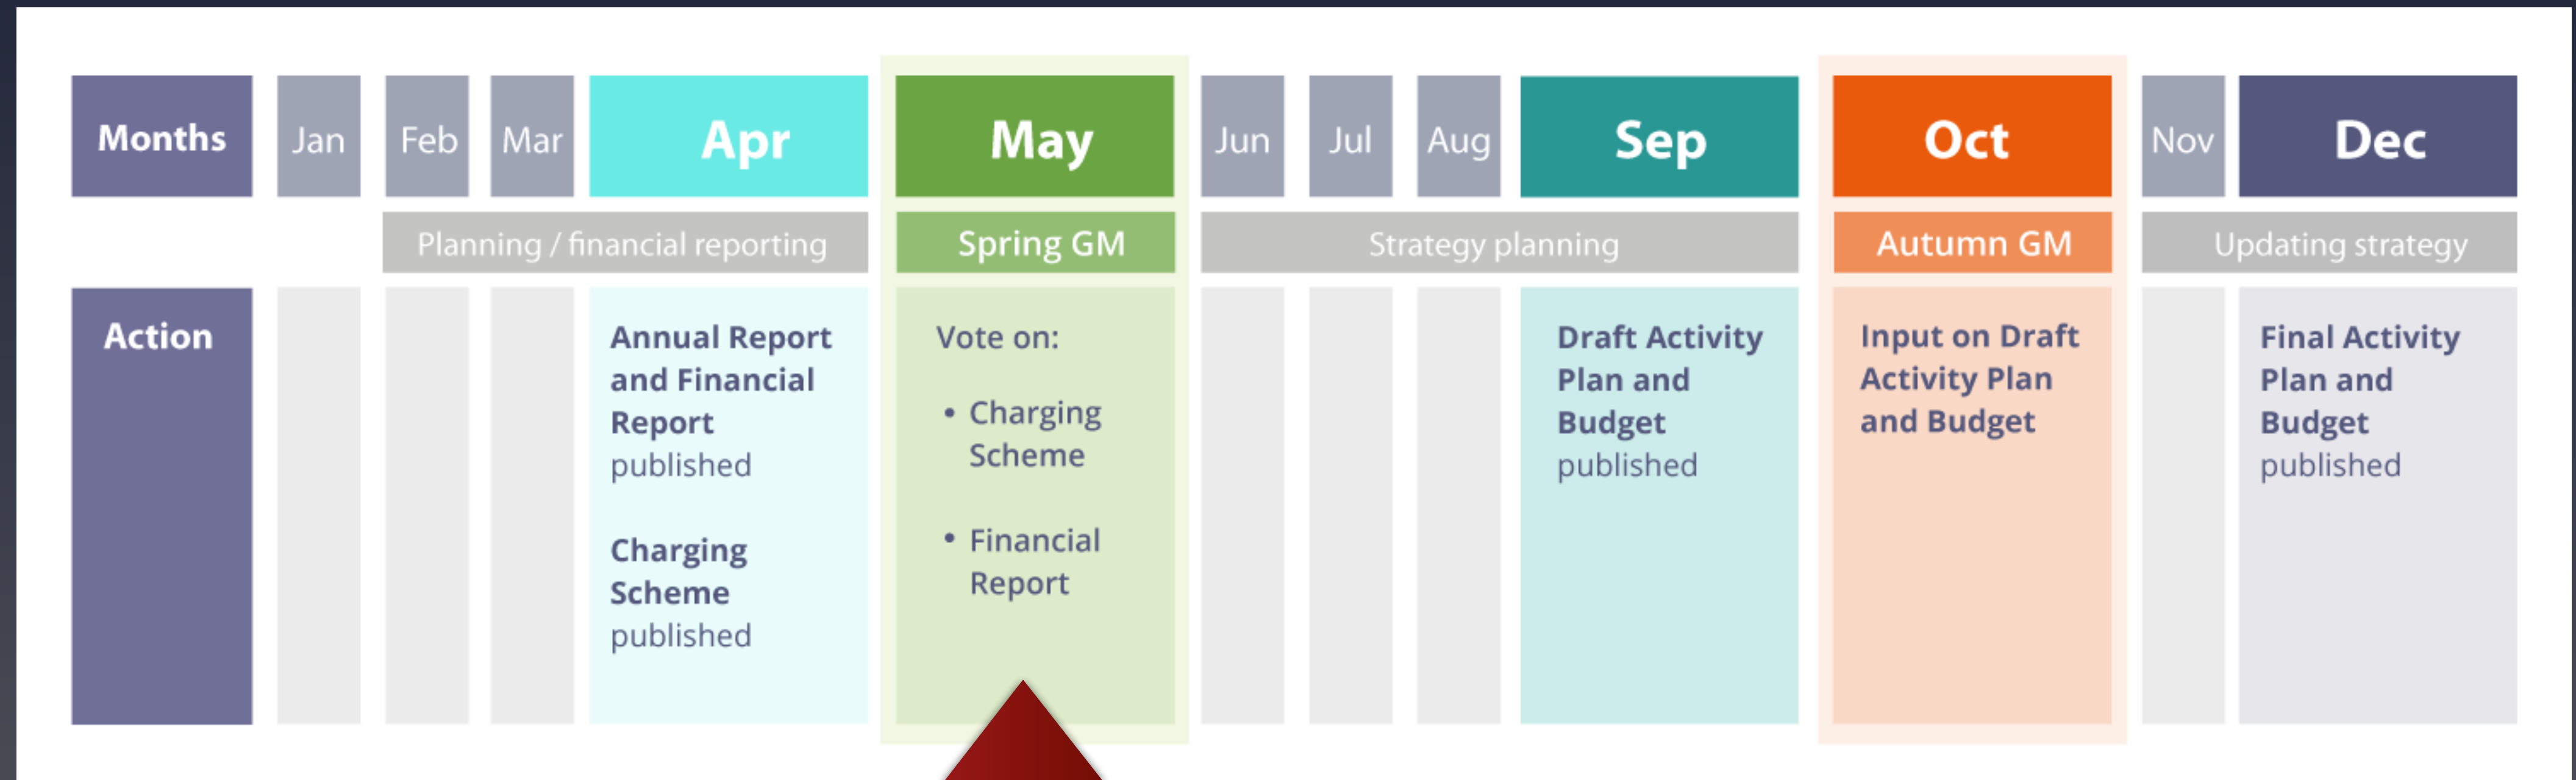 Months Jan Feb Mar Apr May Jun Jul Aug Sep Oct Nov Dec
Planning / financial reporting Spring GM Strategy planning Autumn GM Updating strategy
Action
Annual Report
and Financial
Report
published
Charging
Scheme
published
Vote on:
• Charging
Scheme
• Financial
Report
Draft Activity
Plan and
Budget
published
Input on Draft
Activity Plan
and Budget
Final Activity
Plan and
Budget
published